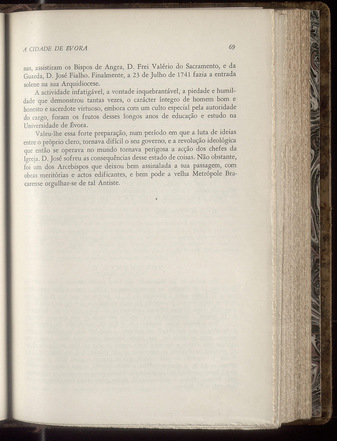 A CIDADE DE ÉVORA 69
nas, assistiram os Bispos de Angra, D. Frei Valério do Sacramento, e da
Guarda, D. José Fialho. Finalmente, a 23 de Julho de 1741 fazia a entrada
solene na sua Arquidiocese.
A actividade infatigável, a vontade inquebrantável, a piedade e humil-
dade que demonstrou tantas vezes, o carácter íntegro de homem bom e
honesto e sacerdote virtuoso, embora com um culto especial pela autoridade
do cargo, foram os frutos desses longos anos de educação e estudo na
Universidade de Évora.
Valeu-lhe essa forte preparação, num período em que a luta de ideias
entre o próprio clero, tornava difícil o seu governo, e a revolução ideológica
que então se operava no mundo tornava perigosa a acção dos chefes da
Igreja. D. José sofreu as consequências desse estado de coisas. Não obstante,
foi um dos Arcebispos que deixou bem assinalada a sua passagem, com
obras meritórias e actos edificantes, e bem pode a velha Metrópole Bra-
carense orgulhar-se de tal Antiste.